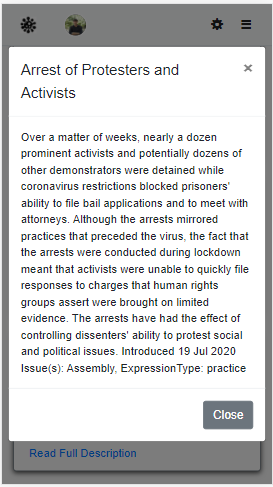 Arrest of Protesters and
Activists
×
Over a matter of weeks, nearly a dozen
prominent activists and potentially dozens of
other demonstrators were detained while
coronavirus restrictions blocked prisoners'
ability to file bail applications and to meet with
attorneys. Although the arrests mirrored
practices that preceded the virus, the fact that
the arrests were conducted during lockdown
meant that activists were unable to quickly file
responses to charges that human rights
groups assert were brought on limited
evidence. The arrests have had the effect of
controlling dissenters' ability to protest social
and political issues. Introduced 19 Jul 2020
Issue(s): Assembly, ExpressionType: practice
Close
Read Full Description